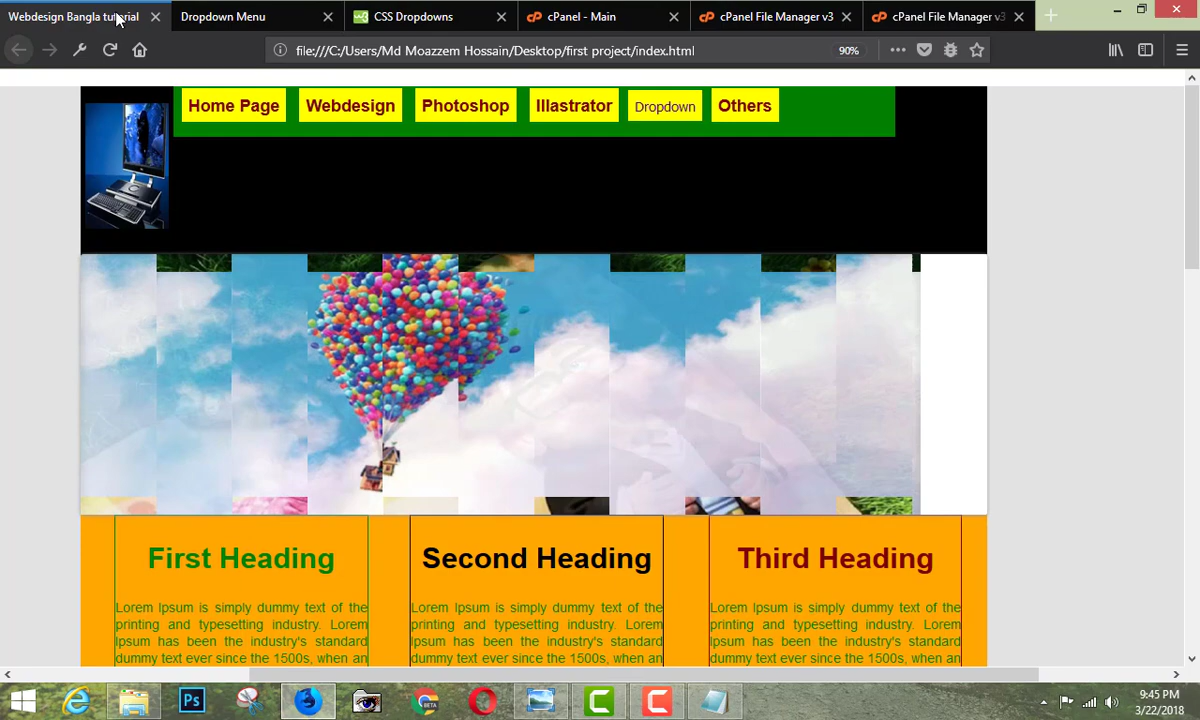 Webdesign Bangla tutorial
Dropdown Menu
CSS Dropdowns
cPanel - Main
cPanel File Manager v3
cPanel File Manager v3
file:///C:/Users/Md Moazzem Hossain/Desktop/first project/index.html
90%
Home Page
Webdesign
Photoshop
Illastrator
Dropdown
Others
First Heading
Second Heading
Third Heading
Lorem Ipsum is simply dummy text of the
printing and typesetting industry. Lorem
Ipsum has been the industry's standard
dummy text ever since the 1500s, when an
Lorem Ipsum is simply dummy text of the
printing and typesetting industry. Lorem
Ipsum has been the industry's standard
dummy text ever since the 1500s, when an
Lorem Ipsum is simply dummy text of the
printing and typesetting industry. Lorem
Ipsum has been the industry's standard
dummy text ever since the 1500s, when an
Ps
BETA
9:45 PM
3/22/2018